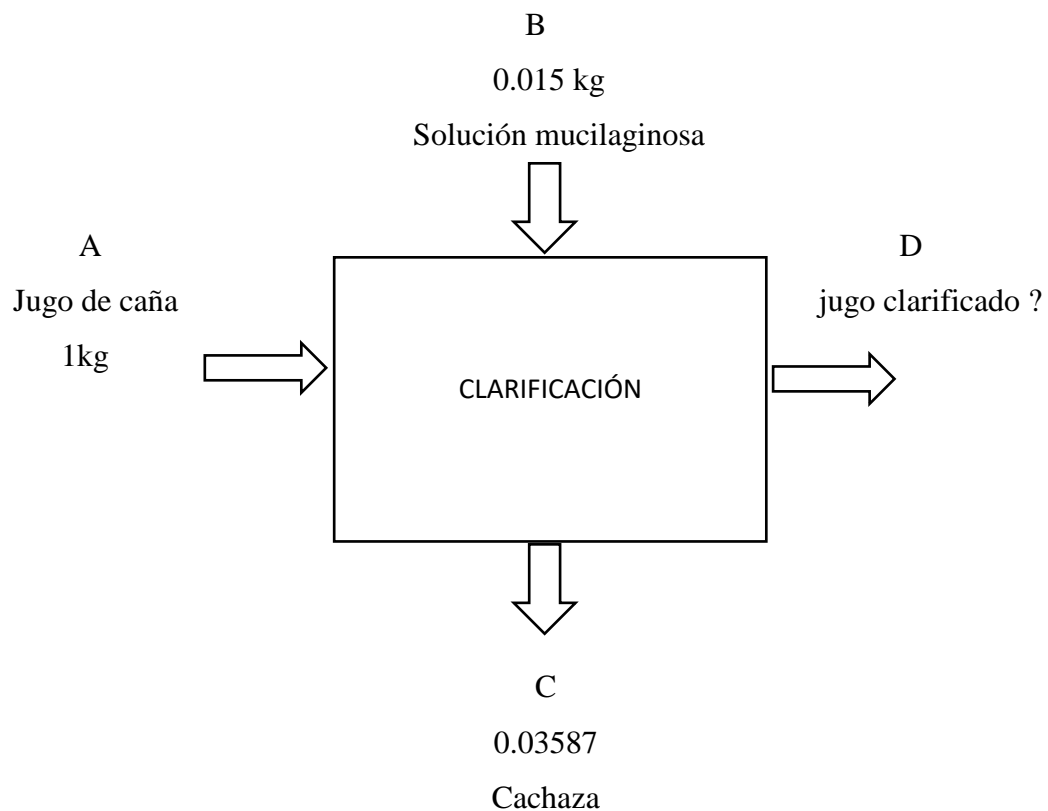 B
0.015 kg
Solución mucilaginosa
A
Jugo de caña
1kg
CLARIFICACIÓN
D
jugo clarificado ?
C
0.03587
Cachaza